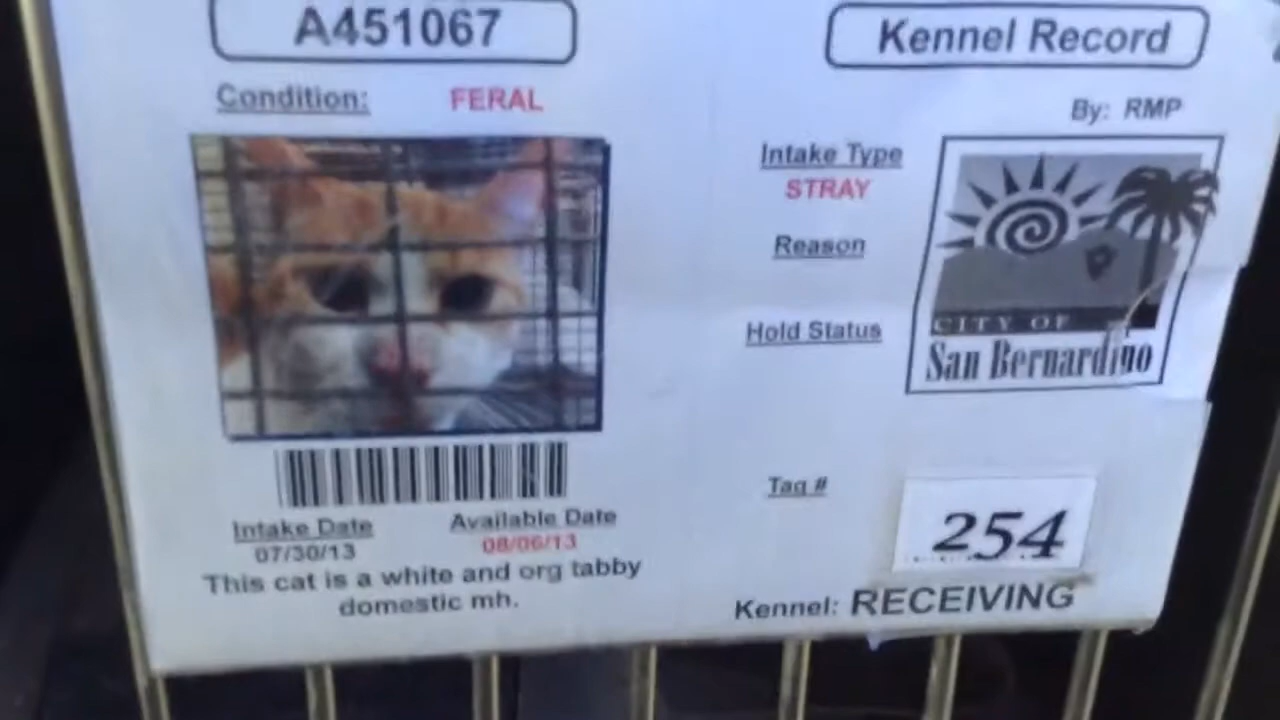 A451067
Kennel Record
Condition: FERAL
By: RMP
Intake Type
STRAY
Reason
Hold Status
CITY OF
San Bernardino
Intake Date
Available Date
07/30/13
08/06/13
This cat is a white and org tabby
domestic mh.
Tag #
254
Kennel: RECEIVING